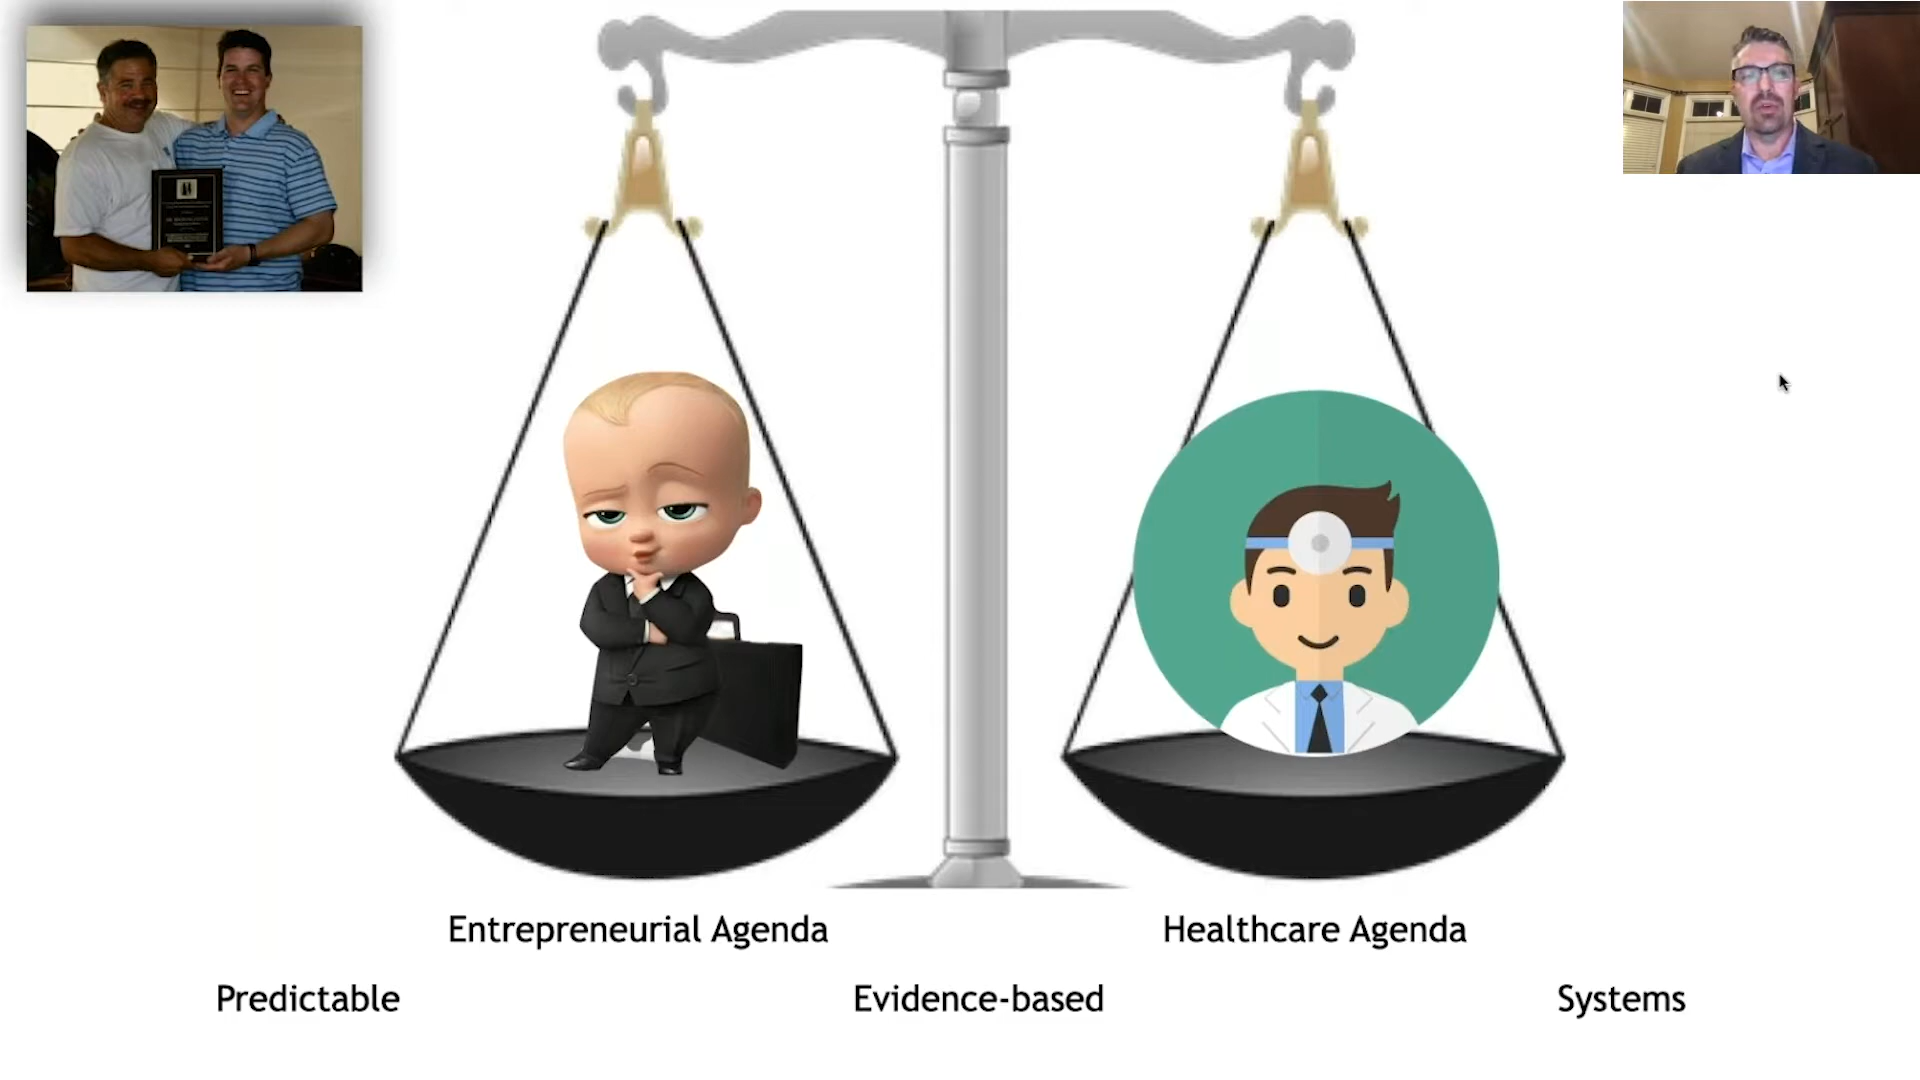 Entrepreneurial Agenda
Healthcare Agenda
Predictable
Evidence-based
Systems